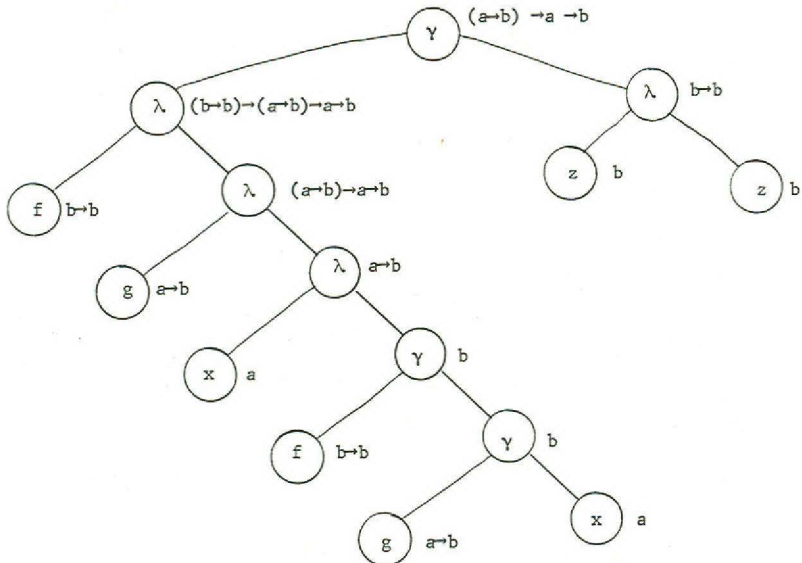 γ (a→b) →a →b
λ (b→b)→(a→b)→a→b
λ b→b
f b→b
λ (a→b)→a→b
z b
z b
g a→b
λ a→b
x a
γ b
f b→b
γ b
g a→b
x a